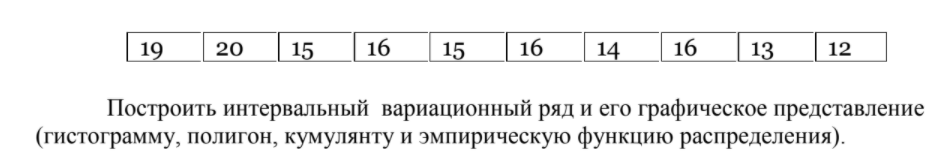 19 20 15 16 15 16 14 16 13 12
Построить интервальный вариационный ряд и его графическое представление
(гистограмму, полигон, кумулянту и эмпирическую функцию распределения).